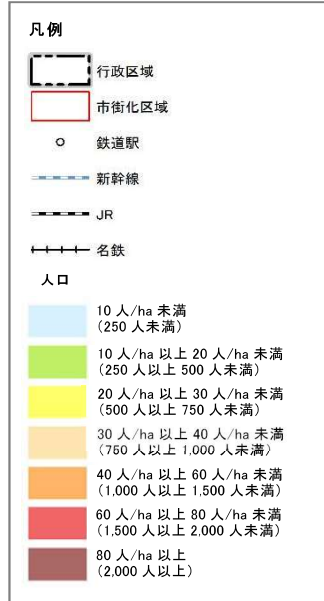 凡例
行政区域
市街化区域
鉄道駅
新幹線
JR
名鉄
人口
10 人/ha 未満
(250 人未満)
10 人/ha 以上 20 人/ha 未満
(250 人以上 500 人未満)
20 人/ha 以上 30 人/ha 未満
(500 人以上 750 人未満)
30 人/ha 以上 40 人/ha 未満
(750 人以上 1,000 人未満)
40 人/ha 以上 60 人/ha 未満
(1,000 人以上 1,500 人未満)
60 人/ha 以上 80 人/ha 未満
(1,500 人以上 2,000 人未満)
80 人/ha 以上
(2,000 人以上)